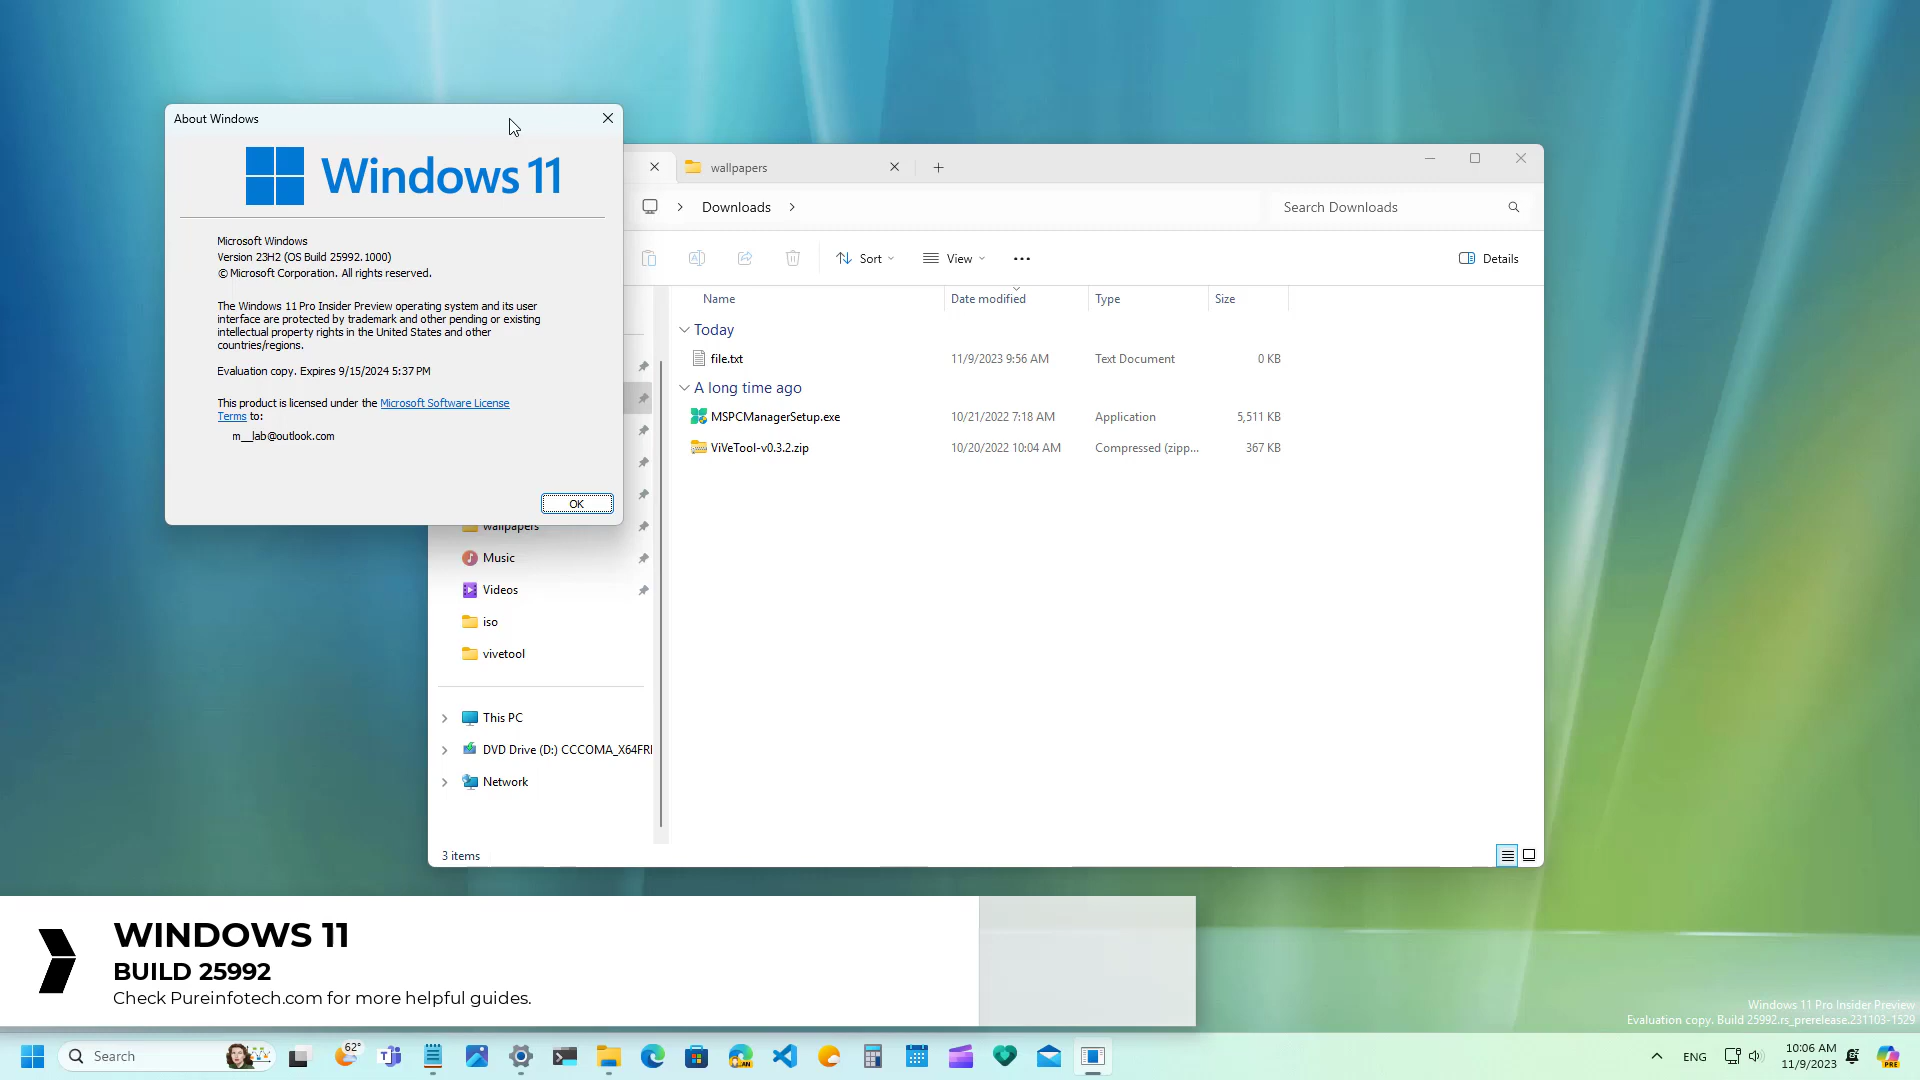 About Windows
Windows 11
Microsoft Windows
Version 23H2 (OS Build 25992.1000)
© Microsoft Corporation. All rights reserved.
The Windows 11 Pro Insider Preview operating system and its user
interface are protected by trademark and other pending or existing
intellectual property rights in the United States and other
countries/regions.
Evaluation copy. Expires 9/15/2024 5:37 PM
This product is licensed under the Microsoft Software License
Terms to:
m__lab@outlook.com
OK
wallpapers
Downloads
Search Downloads
Sort
View
Details
Name Date modified Type Size
Today
file.txt 11/9/2023 9:56 AM Text Document 0 KB
A long time ago
MSPCManagerSetup.exe 10/21/2022 7:18 AM Application 5,511 KB
ViVeTool-v0.3.2.zip 10/20/2022 10:04 AM Compressed (zipp... 367 KB
wallpapers
Music
Videos
iso
vivetool
This PC
DVD Drive (D:) CCCOMA_X64FRE
Network
3 items
WINDOWS 11
BUILD 25992
Check Pureinfotech.com for more helpful guides.
Windows 11 Pro Insider Preview
Evaluation copy. Build 25992.rs_prerelease.231103-1529
Search
62°
CAN
ENG
10:06 AM
11/9/2023
PRE